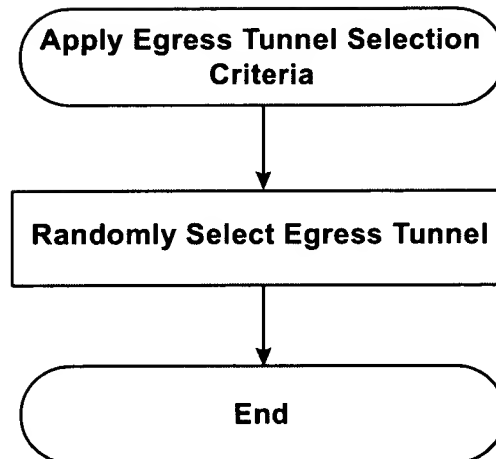 Apply Egress Tunnel Selection
Criteria
Randomly Select Egress Tunnel
End